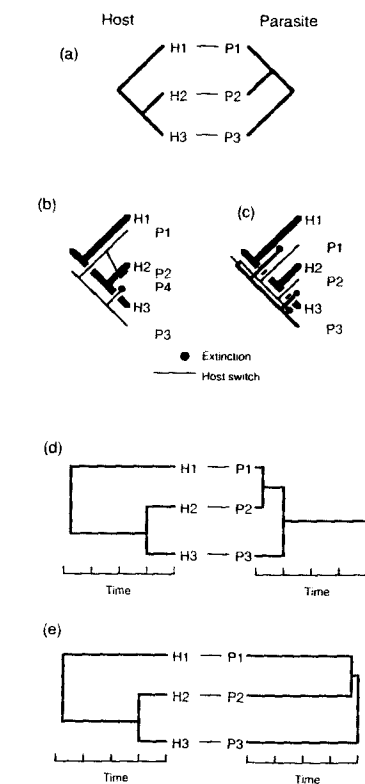 Host Parasite
(a)
H1 P1
H2 P2
H3 P3
(b) (c)
H1
P1
H2
P2
P4
H3
P3
H1
P1
H2
P2
H3
P3
Extinction
Host switch
(d)
H1 P1
H2 P2
H3 P3
Time Time
(e)
H1 P1
H2 P2
H3 P3
Time Time